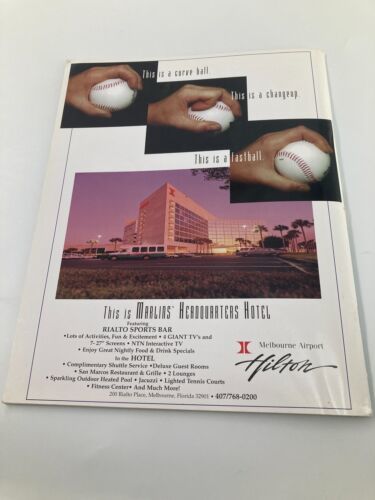 This is a curve ball.
This is a changeup.
This is a fastball.
This is Marlins' Headquarters Hotel
Featuring
RIALTO SPORTS BAR
•Lots of Activities, Fun & Excitement • 4 GIANT TV's and
7- 27" Screens • NTN Interactive TV
• Enjoy Great Nightly Food & Drink Specials
In the HOTEL
• Complimentary Shuttle Service •Deluxe Guest Rooms
• San Marcos Restaurant & Grille • 2 Lounges
• Sparkling Outdoor Heated Pool • Jacuzzi • Lighted Tennis Courts
• Fitness Center• And Much More!
200 Rialto Place, Melbourne, Florida 32901 • 407/768-0200
Melbourne Airport
Hilton